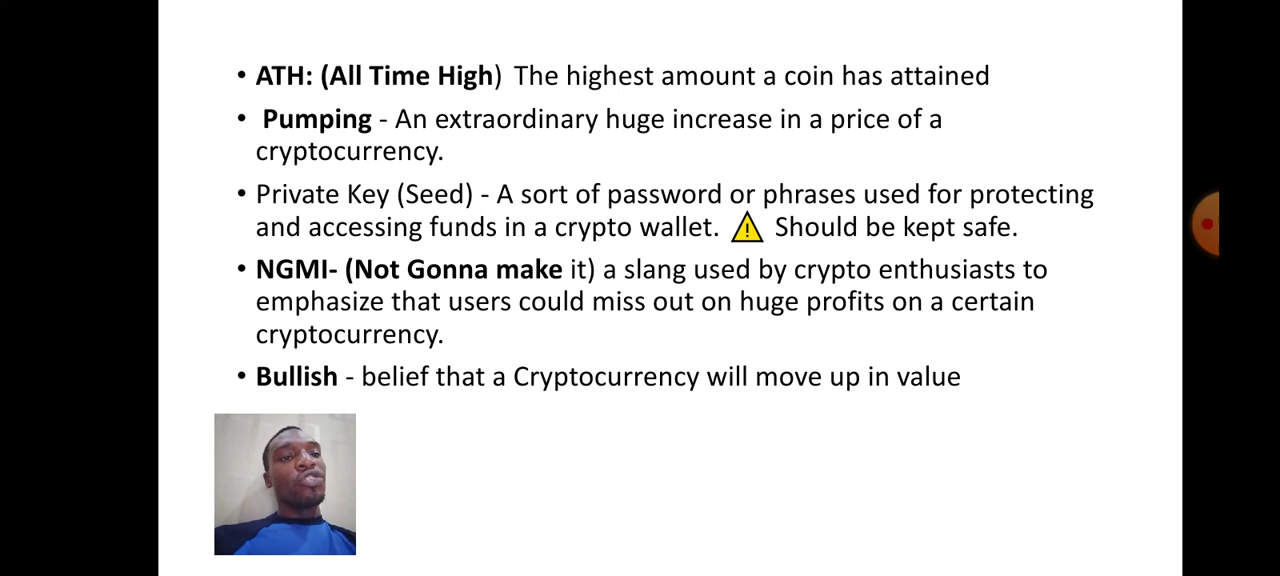 • ATH: (All Time High) The highest amount a coin has attained
• Pumping - An extraordinary huge increase in a price of a
cryptocurrency.
• Private Key (Seed) - A sort of password or phrases used for protecting
and accessing funds in a crypto wallet. ⚠ Should be kept safe.
• NGMI- (Not Gonna make it) a slang used by crypto enthusiasts to
emphasize that users could miss out on huge profits on a certain
cryptocurrency.
• Bullish - belief that a Cryptocurrency will move up in value